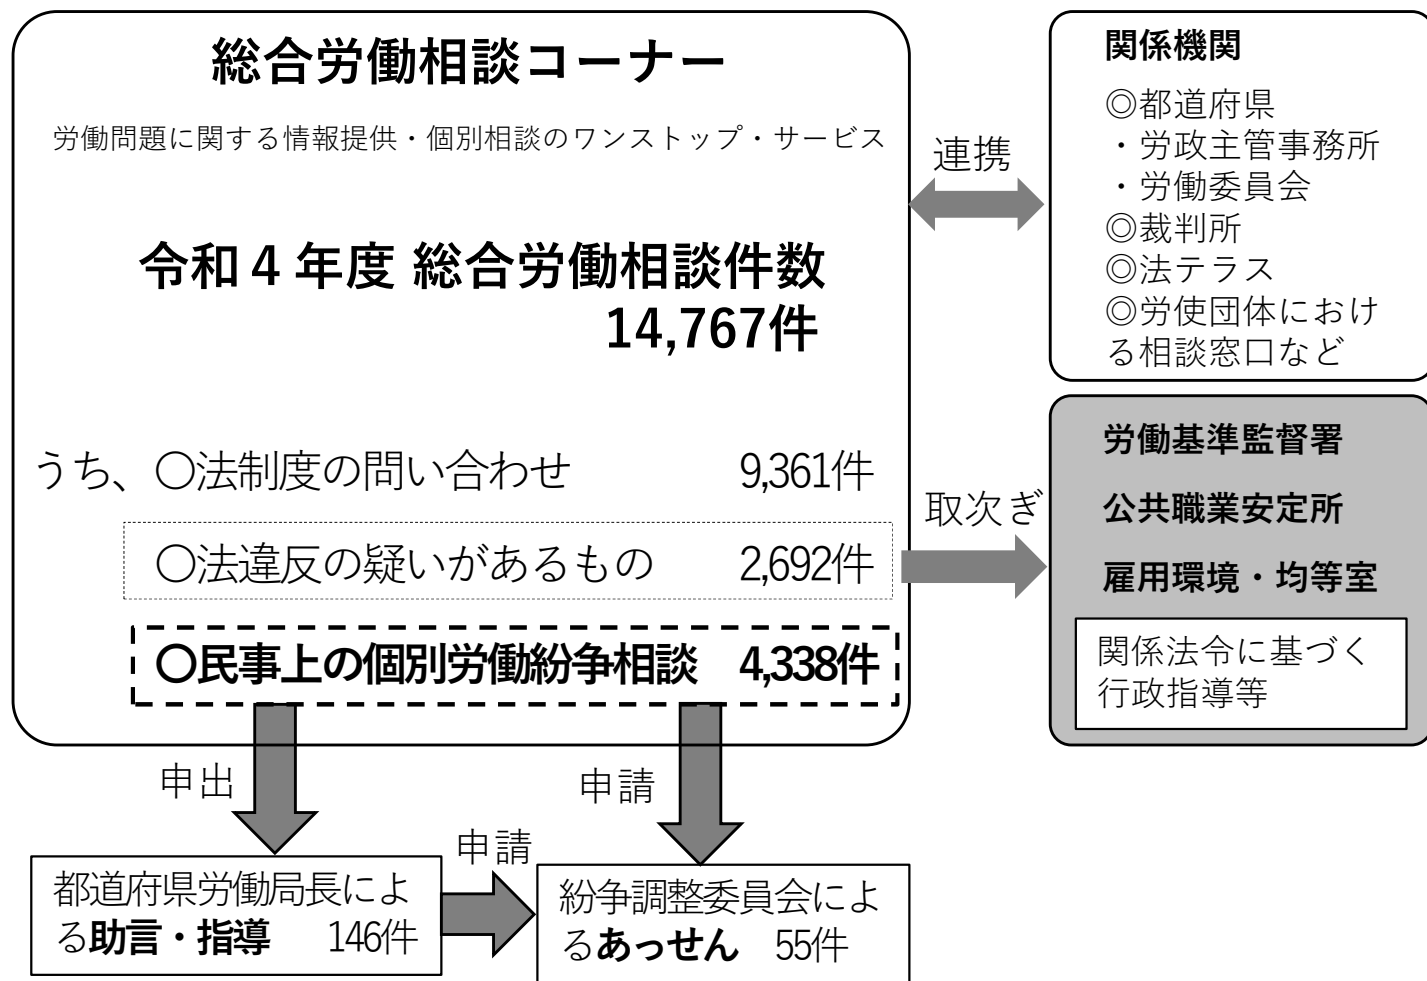 総合労働相談コーナー
労働問題に関する情報提供・個別相談のワンストップ・サービス
令和４年度 総合労働相談件数
14,767件
うち、〇法制度の問い合わせ 9,361件
〇法違反の疑いがあるもの 2,692件
〇民事上の個別労働紛争相談 4,338件
連携
関係機関
◎都道府県
・労政主管事務所
・労働委員会
◎裁判所
◎法テラス
◎労使団体におけ
る相談窓口など
取次ぎ
労働基準監督署
公共職業安定所
雇用環境・均等室
関係法令に基づく
行政指導等
申出
申請
都道府県労働局長によ
る助言・指導 146件
申請
紛争調整委員会によ
るあっせん 55件